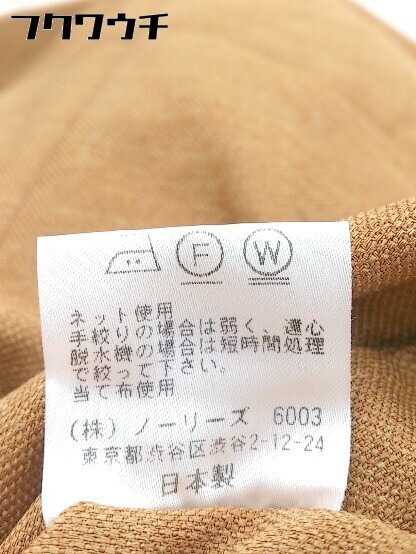 フクワウチ
F W
ネット使用
手絞りの場合は弱く、遠心
脱水機の場合は短時間処理
で絞って下さい。
当て布使用
(株) ノーリーズ 6003
東京都渋谷区渋谷2-12-24
日本製